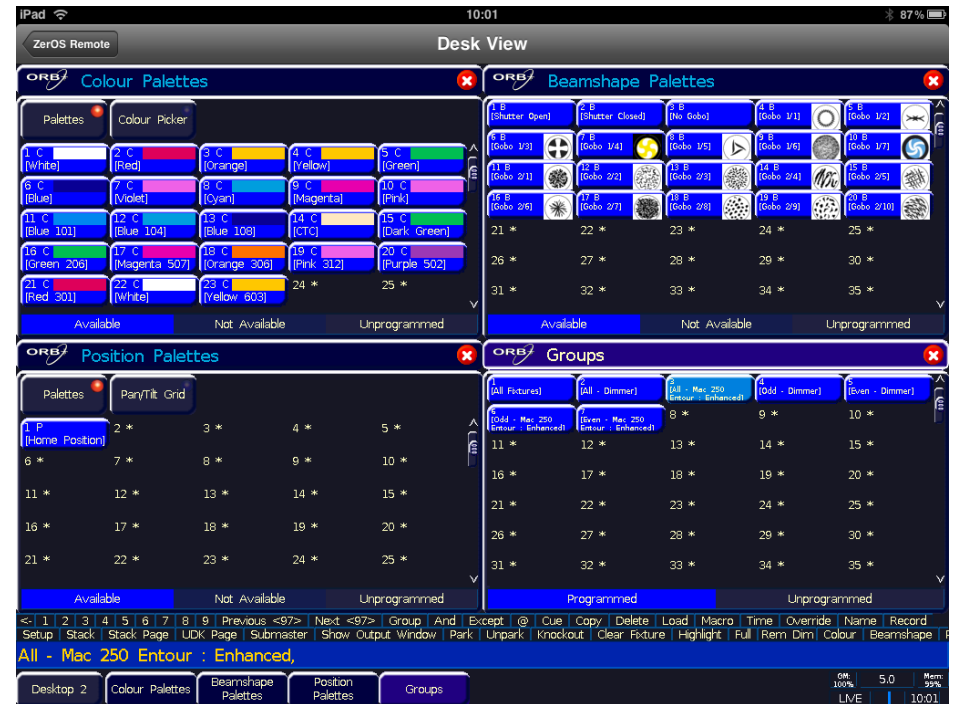 iPad 10:01 87%
ZerOS Remote Desk View
ORB Colour Palettes
Palettes Colour Picker
1 C [White] 2 C [Red] 3 C [Orange] 4 C [Yellow] 5 C [Green]
6 C [Blue] 7 C [Violet] 8 C [Cyan] 9 C [Magenta] 10 C [Pink]
11 C [Blue 101] 12 C [Blue 104] 13 C [Blue 108] 14 C [CTC] 15 C [Dark Green]
16 C [Green 206] 17 C [Magenta 507] 18 C [Orange 306] 19 C [Pink 312] 20 C [Purple 502]
21 C [Red 301] 22 C [White] 23 C [Yellow 603] 24 * 25 *
Available Not Available Unprogrammed
ORB Beamshape Palettes
1 B [Shutter Open] 2 B [Shutter Closed] 3 B [No Gobo] 4 B [Gobo 1/1] 5 B [Gobo 1/2]
6 B [Gobo 1/3] 7 B [Gobo 1/4] 8 B [Gobo 1/5] 9 B [Gobo 1/6] 10 B [Gobo 1/7]
11 B [Gobo 2/1] 12 B [Gobo 2/2] 13 B [Gobo 2/3] 14 B [Gobo 2/4] 15 B [Gobo 2/5]
16 B [Gobo 2/6] 17 B [Gobo 2/7] 18 B [Gobo 2/8] 19 B [Gobo 2/9] 20 B [Gobo 2/10]
21 * 22 * 23 * 24 * 25 *
26 * 27 * 28 * 29 * 30 *
31 * 32 * 33 * 34 * 35 *
Available Not Available Unprogrammed
ORB Position Palettes
Palettes Pan/Tilt Grid
1 P [Home Position] 2 * 3 * 4 * 5 *
6 * 7 * 8 * 9 * 10 *
11 * 12 * 13 * 14 * 15 *
16 * 17 * 18 * 19 * 20 *
21 * 22 * 23 * 24 * 25 *
Available Not Available Unprogrammed
ORB Groups
1 [All Fixtures] 2 [All - Dimmer] 3 [All - Mac 250 Entour : Enhanced] 4 [Odd - Dimmer] 5 [Even - Dimmer]
6 [Odd - Mac 250 Entour : Enhanced] 7 [Even - Mac 250 Entour : Enhanced] 8 * 9 * 10 *
11 * 12 * 13 * 14 * 15 *
16 * 17 * 18 * 19 * 20 *
21 * 22 * 23 * 24 * 25 *
26 * 27 * 28 * 29 * 30 *
31 * 32 * 33 * 34 * 35 *
Programmed Unprogrammed
<- | 1 | 2 | 3 | 4 | 5 | 6 | 7 | 8 | 9 | Previous <97> | Next <97> | Group | And | Except | @ | Cue | Copy | Delete | Load | Macro | Time | Override | Name | Record
Setup | Stack | Stack Page | UDK Page | Submaster | Show Output Window | Park | Unpark | Knockout | Clear Fixture | Highlight | Full | Rem Dim | Colour | Beamshape |
All - Mac 250 Entour : Enhanced,
Desktop 2 Colour Palettes Beamshape Palettes Position Palettes Groups
GM: 100% 5.0 Mem: 99%
LIVE 10:01